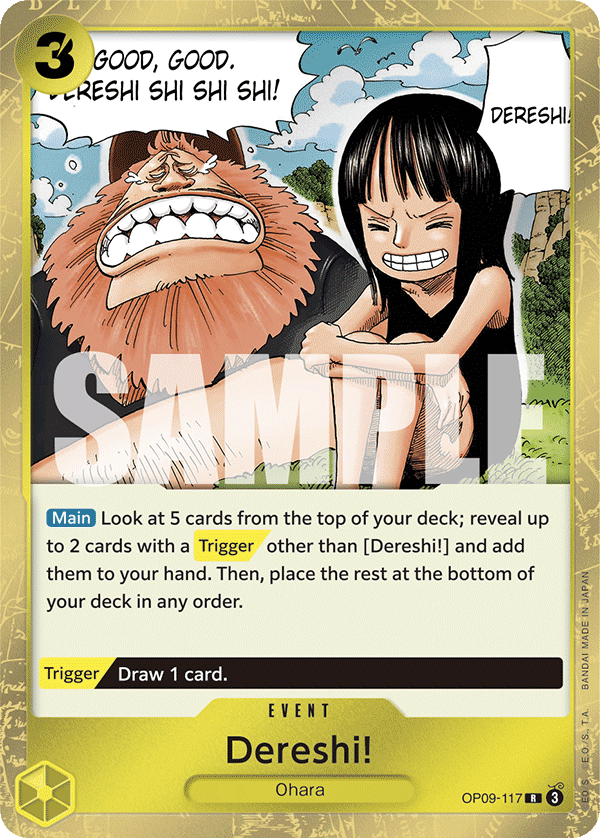 3
GOOD, GOOD.
DERESHI SHI SHI SHI!
DERESHI!
SAMPLE
Main Look at 5 cards from the top of your deck; reveal up
to 2 cards with a Trigger other than [Dereshi!] and add
them to your hand. Then, place the rest at the bottom of
your deck in any order.
Trigger Draw 1 card.
EVENT
Dereshi!
Ohara
OP09-117 R 3
BANDAI MADE IN JAPAN